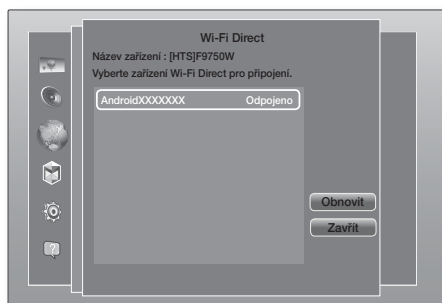 Wi-Fi Direct
Název zařízení : [HTS]F9750W
Vyberte zařízení Wi-Fi Direct pro připojení.
AndroidXXXXXXX Odpojeno
Obnovit
Zavřít